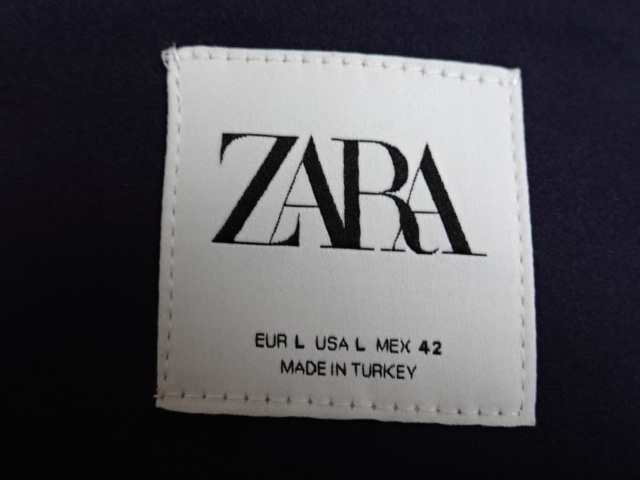 ZARA
EUR L USA L MEX 42
MADE IN TURKEY